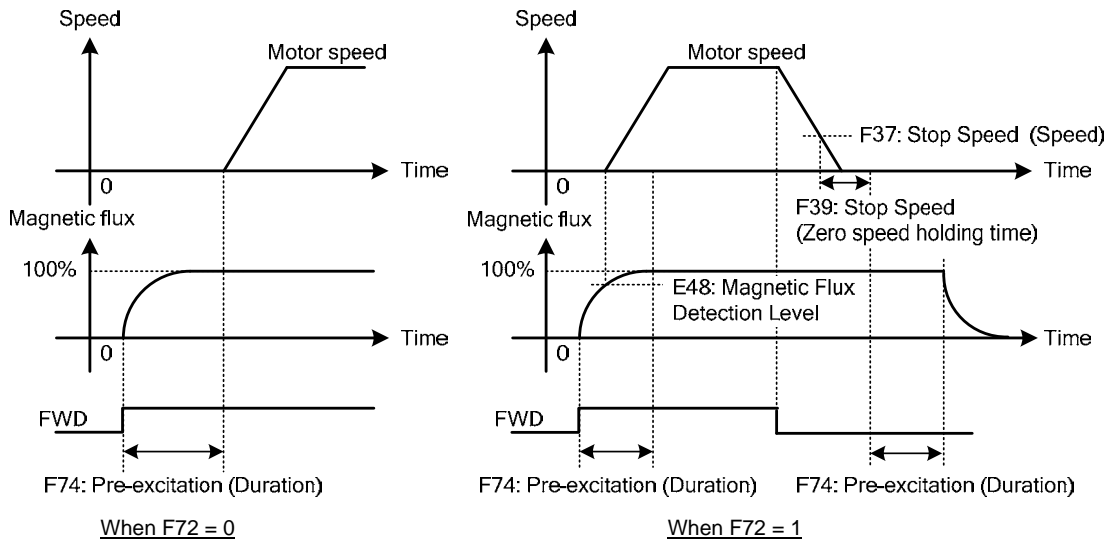 Speed
Motor speed
Time
0
Magnetic flux
100%
Time
0
FWD
F74: Pre-excitation (Duration)
When F72 = 0
Speed
Motor speed
F37: Stop Speed (Speed)
Time
0
F39: Stop Speed
(Zero speed holding time)
Magnetic flux
100%
E48: Magnetic Flux
Detection Level
Time
0
FWD
F74: Pre-excitation (Duration)
F74: Pre-excitation (Duration)
When F72 = 1